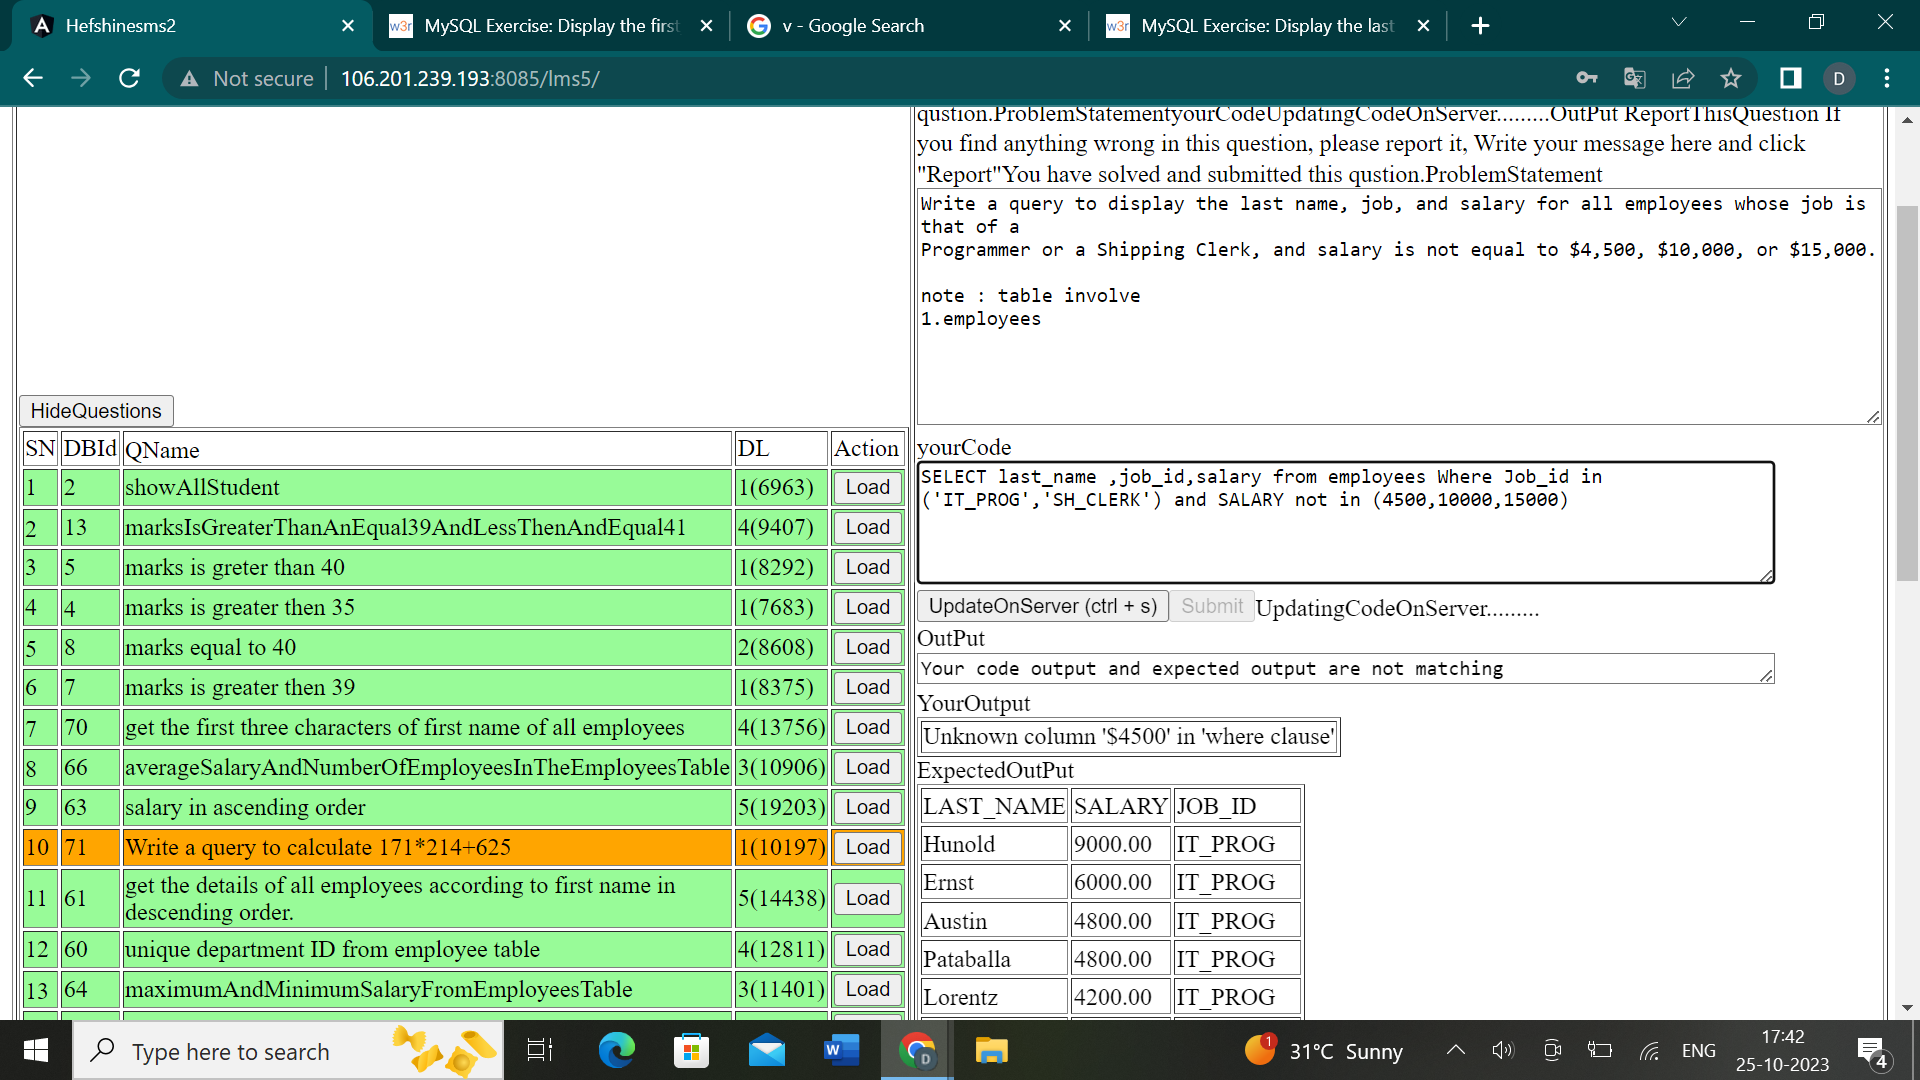 Hefshinesms2
MySQL Exercise: Display the first
v - Google Search
MySQL Exercise: Display the last
Not secure
106.201.239.193:8085/lms5/
D
qustion.ProblemStatementyourCodeUpdatingCodeOnServer.........OutPut ReportThisQuestion If
you find anything wrong in this question, please report it, Write your message here and click
"Report"You have solved and submitted this qustion.ProblemStatement
Write a query to display the last name, job, and salary for all employees whose job is
that of a
Programmer or a Shipping Clerk, and salary is not equal to $4,500, $10,000, or $15,000.
note : table involve
1.employees
HideQuestions
SN DBId QName DL Action
1 2 showAllStudent 1(6963) Load
2 13 marksIsGreaterThanAnEqual39AndLessThenAndEqual41 4(9407) Load
3 5 marks is greter than 40 1(8292) Load
4 4 marks is greater then 35 1(7683) Load
5 8 marks equal to 40 2(8608) Load
6 7 marks is greater then 39 1(8375) Load
7 70 get the first three characters of first name of all employees 4(13756) Load
8 66 averageSalaryAndNumberOfEmployeesInTheEmployeesTable 3(10906) Load
9 63 salary in ascending order 5(19203) Load
10 71 Write a query to calculate 171*214+625 1(10197) Load
11 61 get the details of all employees according to first name in
descending order. 5(14438) Load
12 60 unique department ID from employee table 4(12811) Load
13 64 maximumAndMinimumSalaryFromEmployeesTable 3(11401) Load
yourCode
SELECT last_name ,job_id,salary from employees Where Job_id in
('IT_PROG','SH_CLERK') and SALARY not in (4500,10000,15000)
UpdateOnServer (ctrl + s) Submit UpdatingCodeOnServer.........
OutPut
Your code output and expected output are not matching
YourOutput
Unknown column '$4500' in 'where clause'
ExpectedOutPut
LAST_NAME SALARY JOB_ID
Hunold 9000.00 IT_PROG
Ernst 6000.00 IT_PROG
Austin 4800.00 IT_PROG
Pataballa 4800.00 IT_PROG
Lorentz 4200.00 IT_PROG
Type here to search
1
31°C Sunny
ENG
17:42
25-10-2023
4